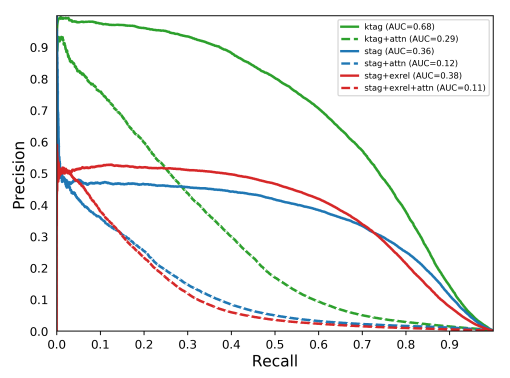 ktag (AUC=0.68)
ktag+attn (AUC=0.29)
stag (AUC=0.36)
stag+attn (AUC=0.12)
stag+exrel (AUC=0.38)
stag+exrel+attn (AUC=0.11)
Precision
0.9
0.8
0.7
0.6
0.5
0.4
0.3
0.2
0.1
0.0
0.0 0.1 0.2 0.3 0.4 0.5 0.6 0.7 0.8 0.9
Recall